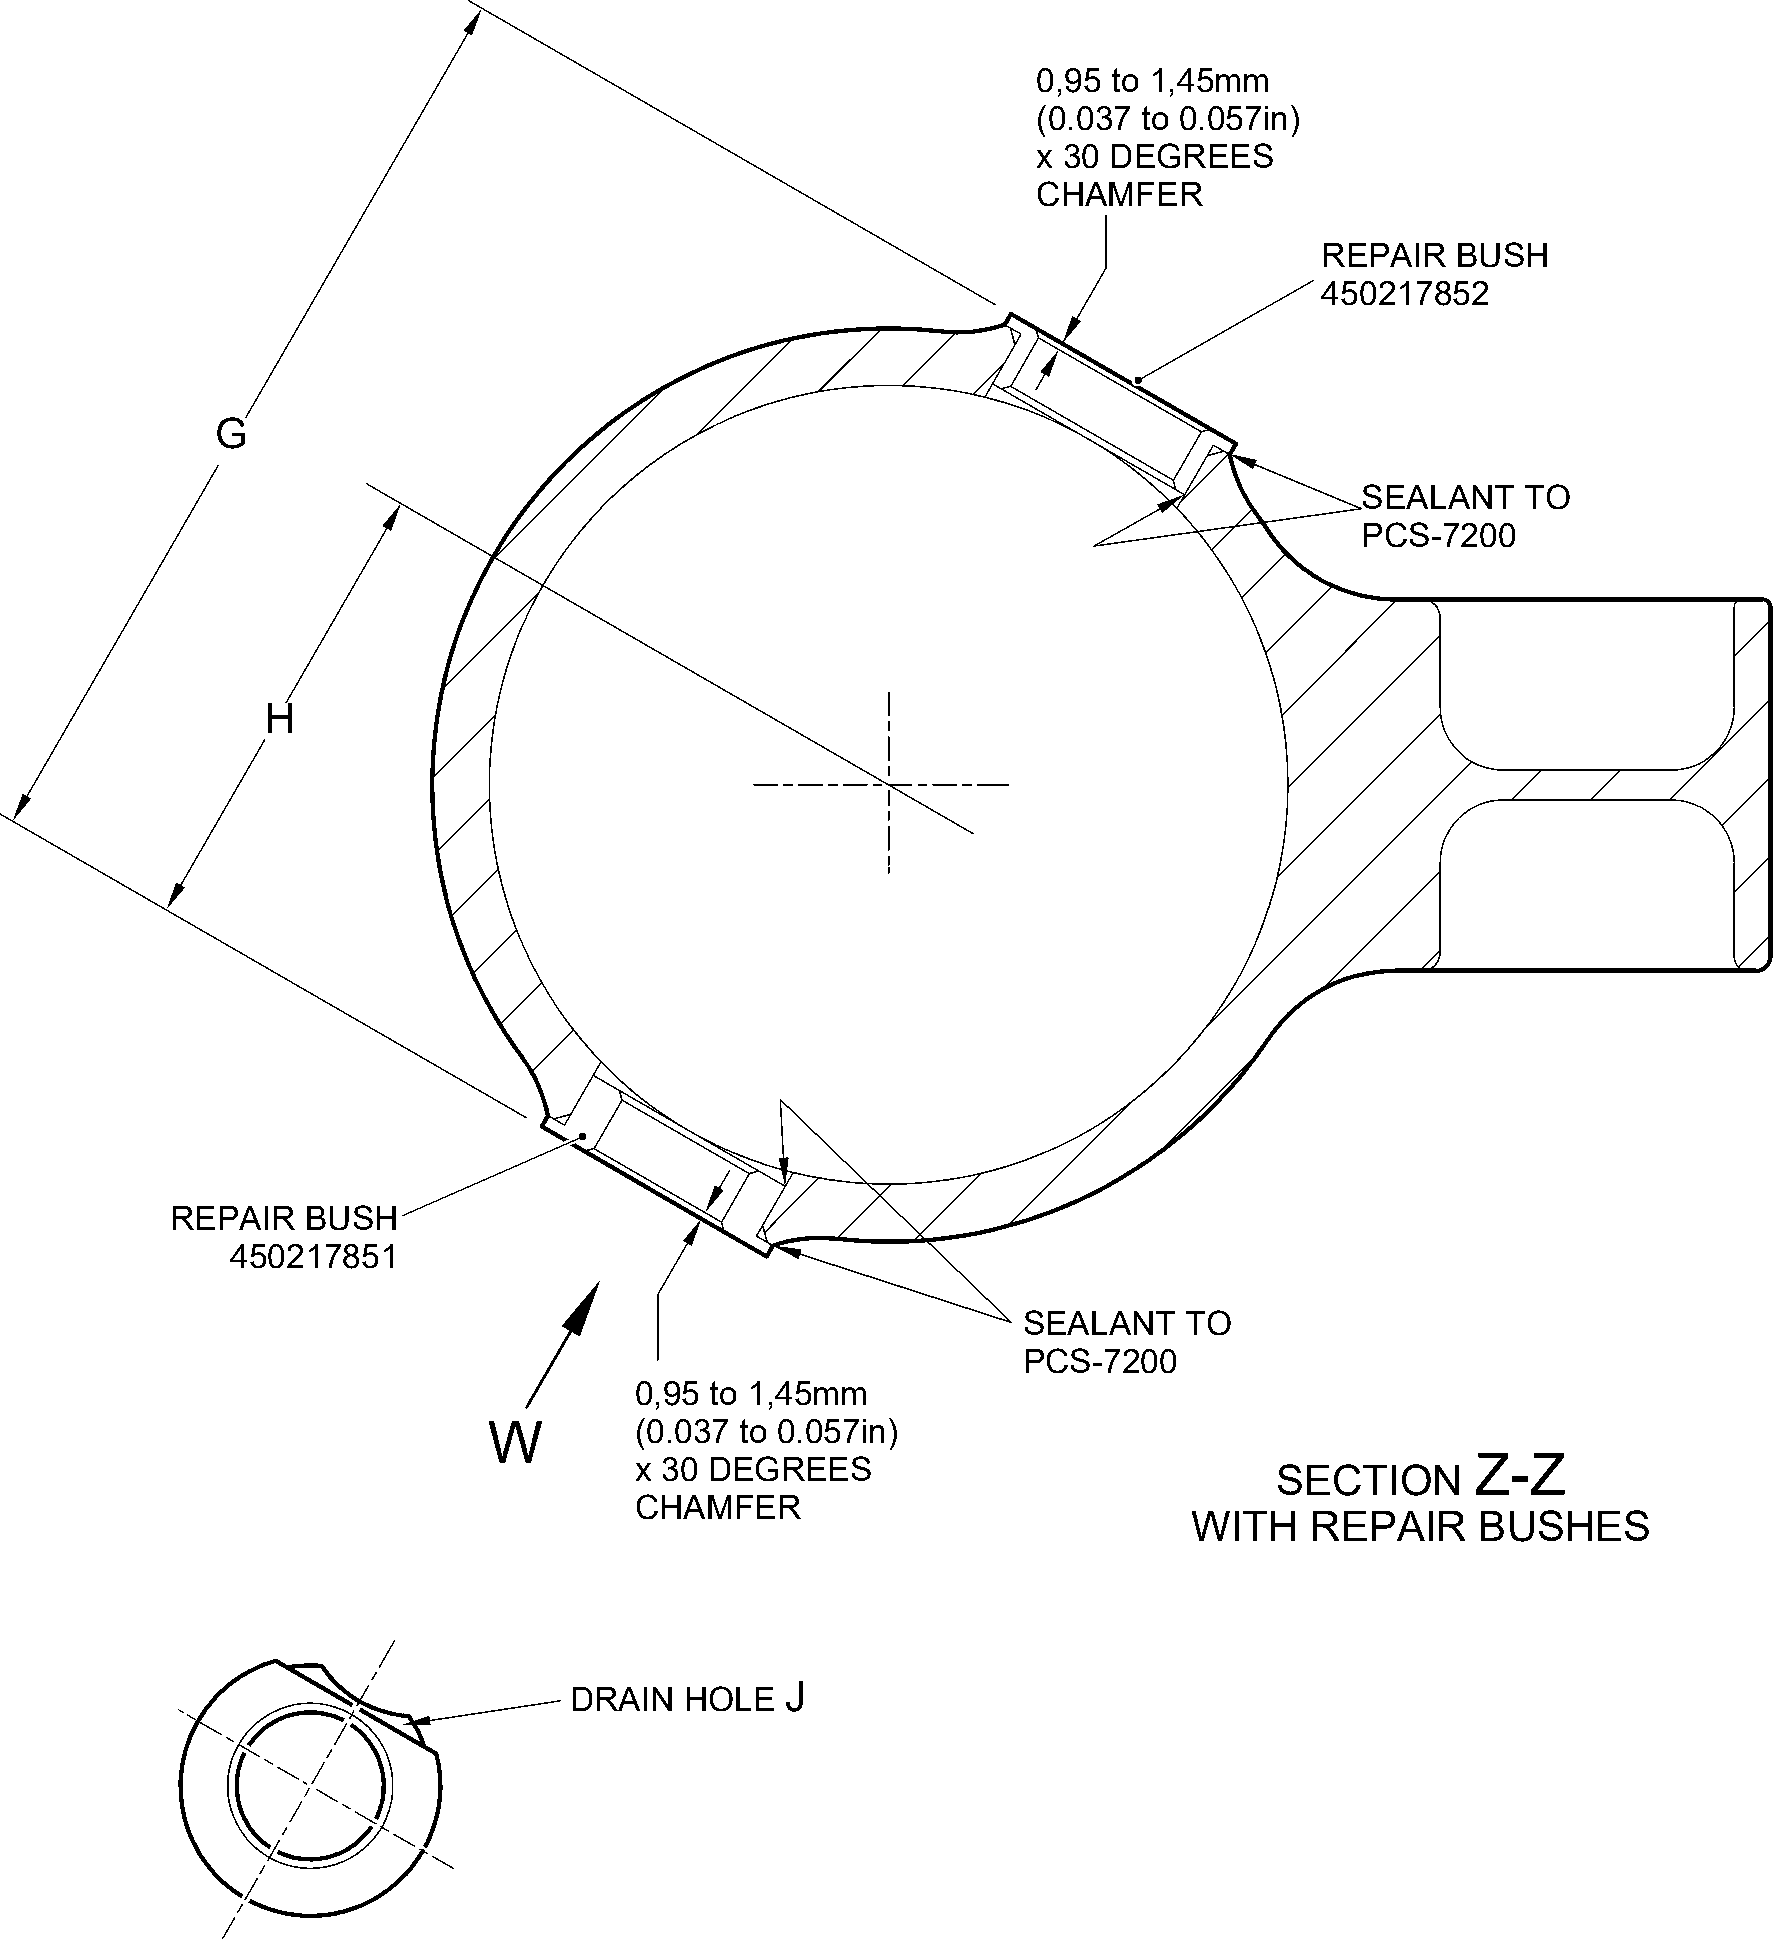 0,95 to 1,45mm
(0.037 to 0.057in)
x 30 DEGREES
CHAMFER
REPAIR BUSH
450217852
G
SEALANT TO
PCS-7200
H
REPAIR BUSH
450217851
SEALANT TO
PCS-7200
W
0,95 to 1,45mm
(0.037 to 0.057in)
x 30 DEGREES
CHAMFER
SECTION Z-Z
WITH REPAIR BUSHES
DRAIN HOLE J